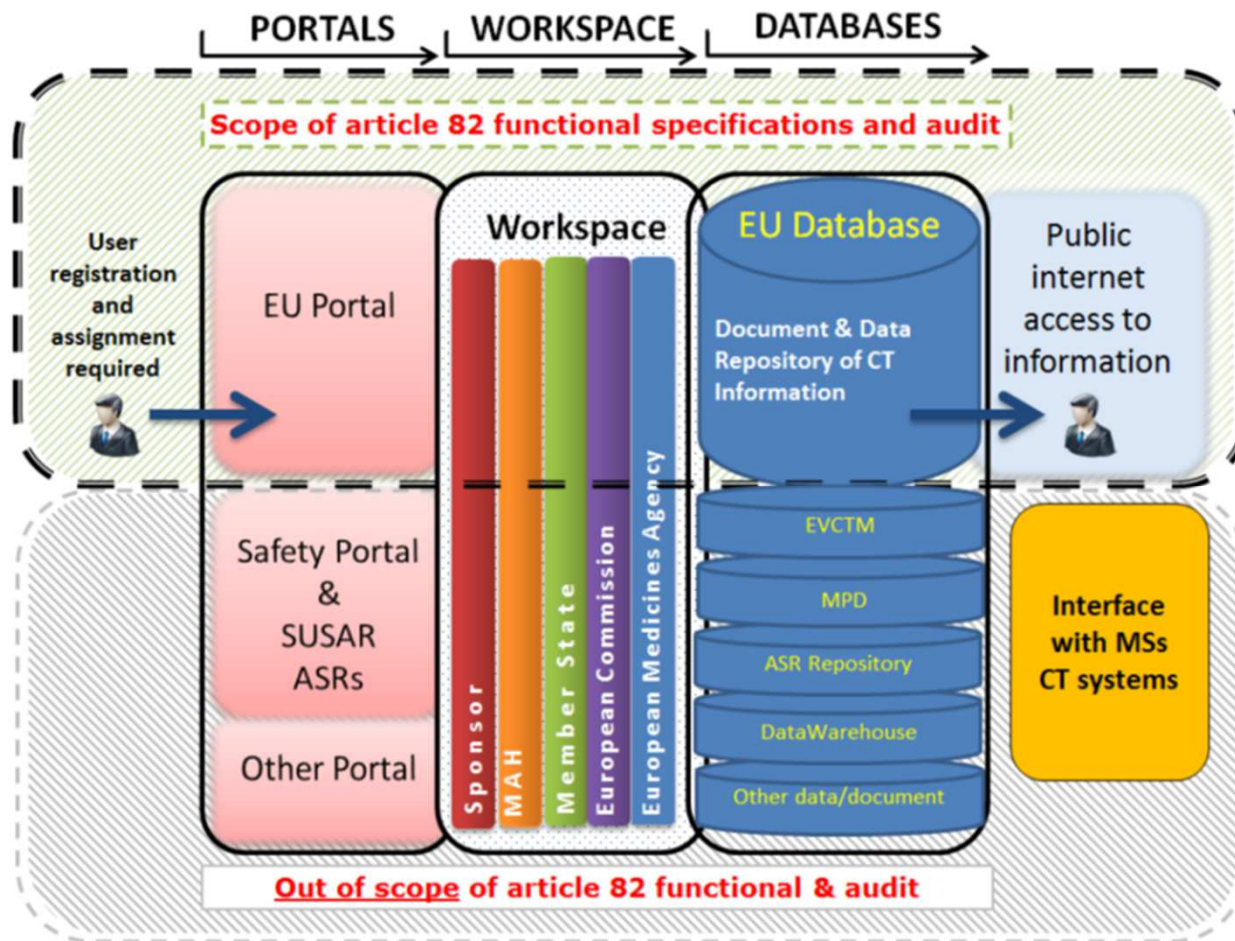 PORTALS
WORKSPACE
DATABASES
Scope of article 82 functional specifications and audit
User
registration
and
assignment
required
EU Portal
Workspace
EU Database
Document & Data
Repository of CT
Information
Public
internet
access to
information
Safety Portal
&
SUSAR
ASRs
Other Portal
Sponsor
MAH
Member State
European Commission
European Medicines Agency
EVCTM
MPD
ASR Repository
DataWarehouse
Other data/document
Interface
with MSs
CT systems
Out of scope of article 82 functional & audit